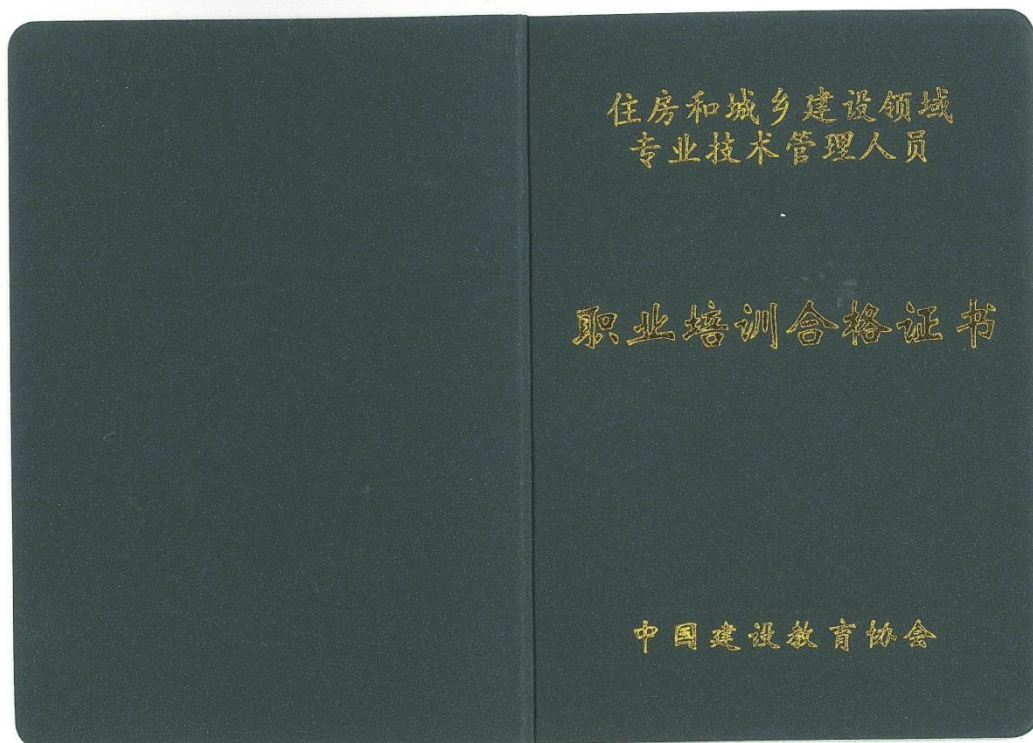 住房和城乡建设领域
专业技术管理人员
职业培训合格证书
中国建设教育协会